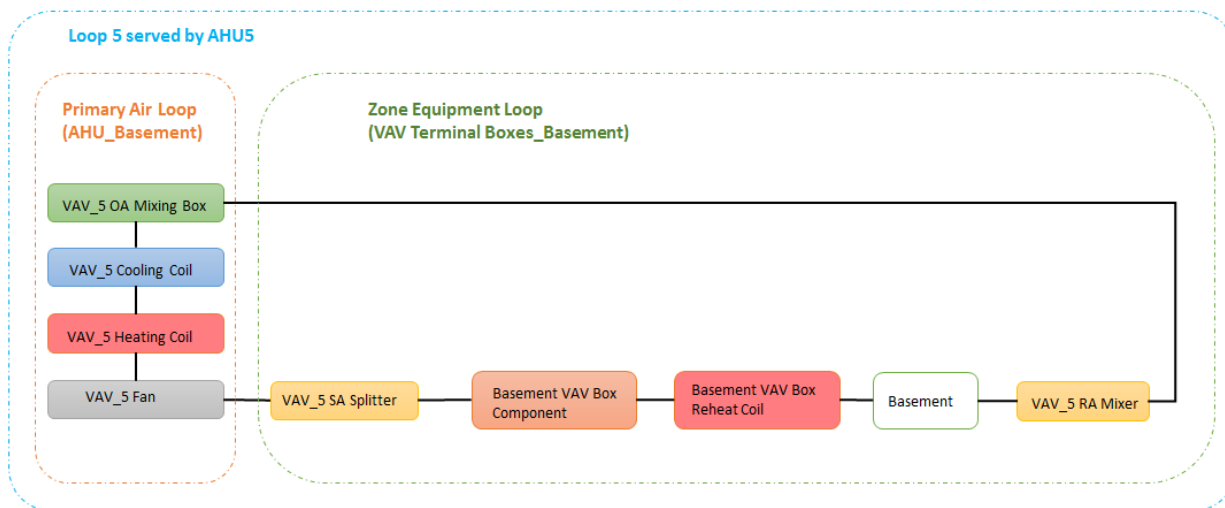 Loop 5 served by AHU5
Primary Air Loop
(AHU_Basement)
Zone Equipment Loop
(VAV Terminal Boxes_Basement)
VAV_5 OA Mixing Box
VAV_5 Cooling Coil
VAV_5 Heating Coil
VAV_5 Fan
VAV_5 SA Splitter
Basement VAV Box
Component
Basement VAV Box
Reheat Coil
Basement
VAV_5 RA Mixer